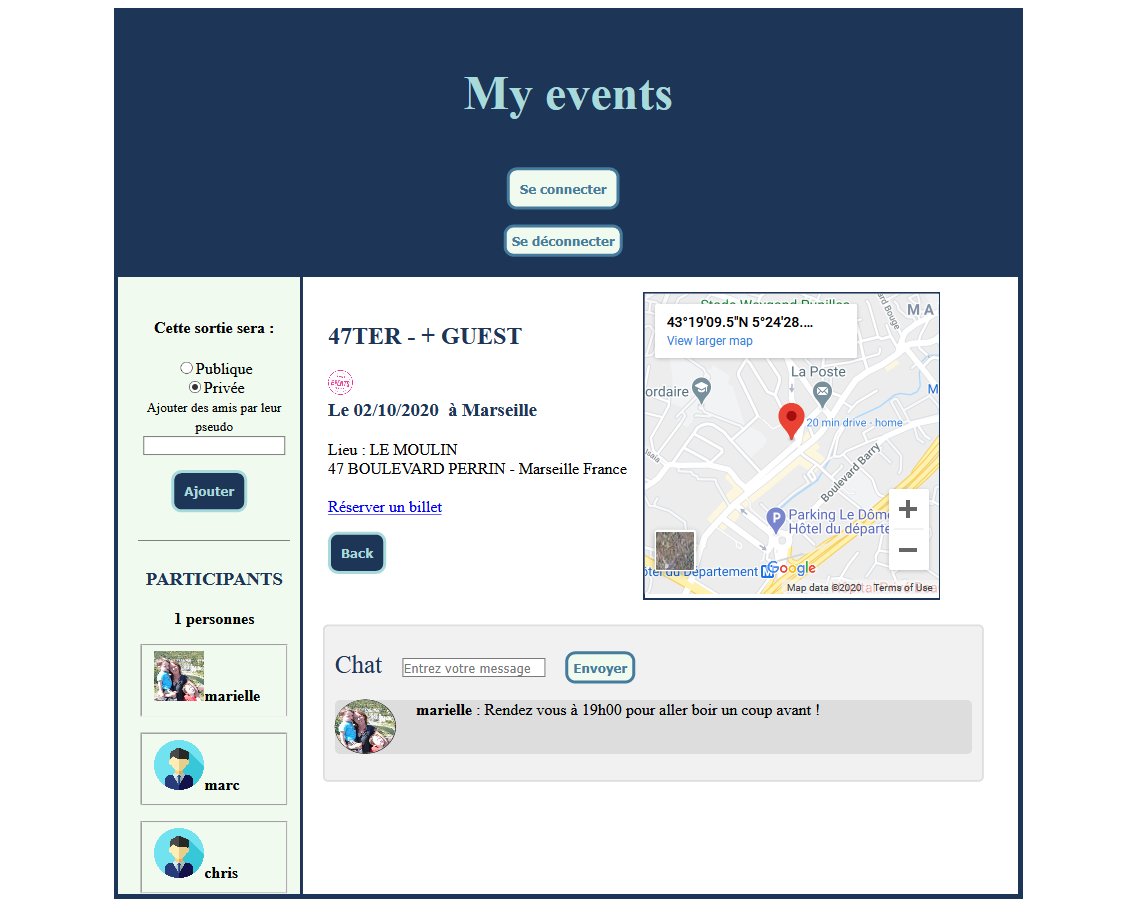 My events
Se connecter
Se déconnecter
Cette sortie sera :
Publique
Privée
Ajouter des amis par leur
pseudo
Ajouter
PARTICIPANTS
1 personnes
marielle
marc
chris
47TER - + GUEST
EVENTS
Le 02/10/2020 à Marseille
Lieu : LE MOULIN
47 BOULEVARD PERRIN - Marseille France
Réserver un billet
Back
43°19'09.5"N 5°24'28....
View larger map
M A
Bouge
La Poste
ordaire
M
20 min drive - home
Boulevard Barry
Parking Le Dôme
Hôtel du départe
ôtel du Département M
Google
Map data ©2020 Terms of Use
Chat Entrez votre message Envoyer
marielle : Rendez vous à 19h00 pour aller boir un coup avant !